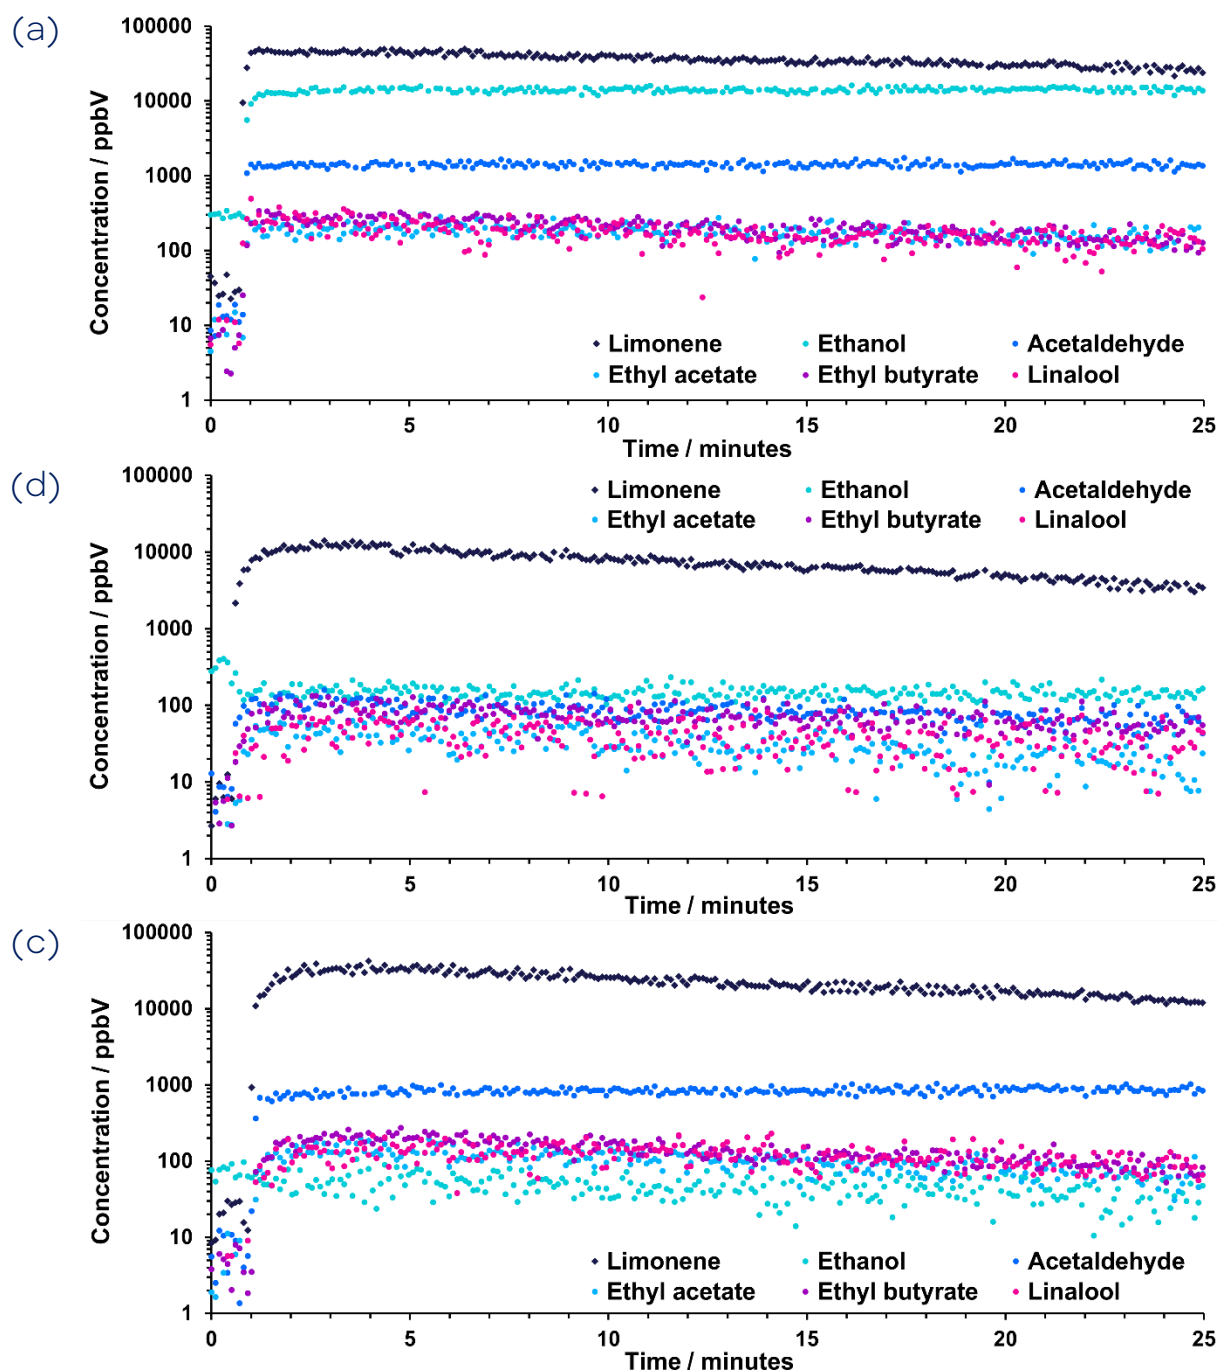 (a)
Concentration / ppbV
100000
10000
1000
100
10
1
Limonene Ethanol Acetaldehyde
Ethyl acetate Ethyl butyrate Linalool
0 5 10 15 20 25
Time / minutes
(d)
Concentration / ppbV
100000
10000
1000
100
10
1
Limonene Ethanol Acetaldehyde
Ethyl acetate Ethyl butyrate Linalool
0 5 10 15 20 25
Time / minutes
(c)
Concentration / ppbV
100000
10000
1000
100
10
1
Limonene Ethanol Acetaldehyde
Ethyl acetate Ethyl butyrate Linalool
0 5 10 15 20 25
Time / minutes